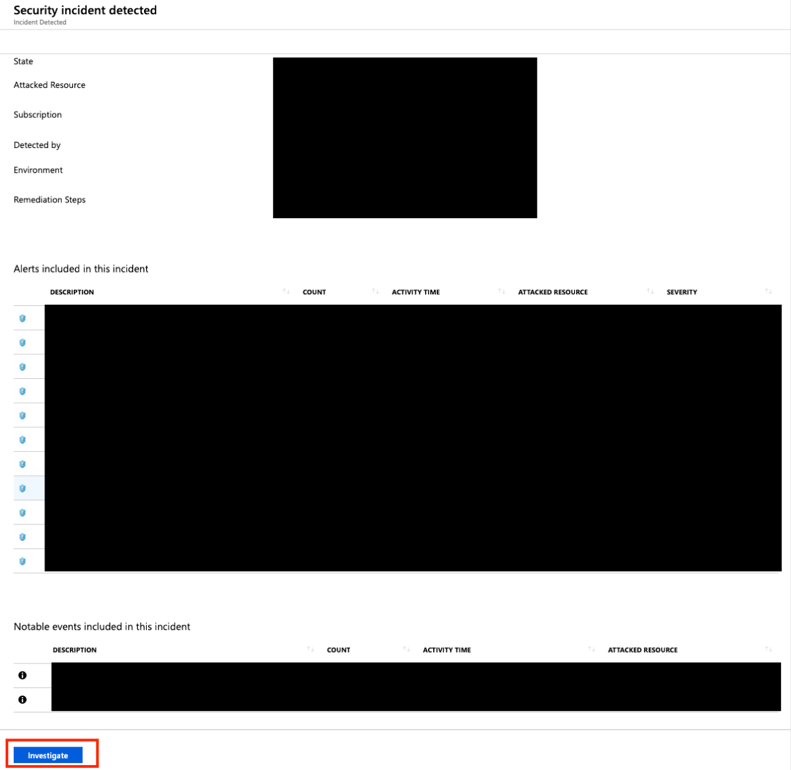 Security incident detected
Incident Detected
State
Attacked Resource
Subscription
Detected by
Environment
Remediation Steps
Alerts included in this incident
DESCRIPTION COUNT ACTIVITY TIME ATTACKED RESOURCE SEVERITY
Notable events included in this incident
DESCRIPTION COUNT ACTIVITY TIME ATTACKED RESOURCE
Investigate